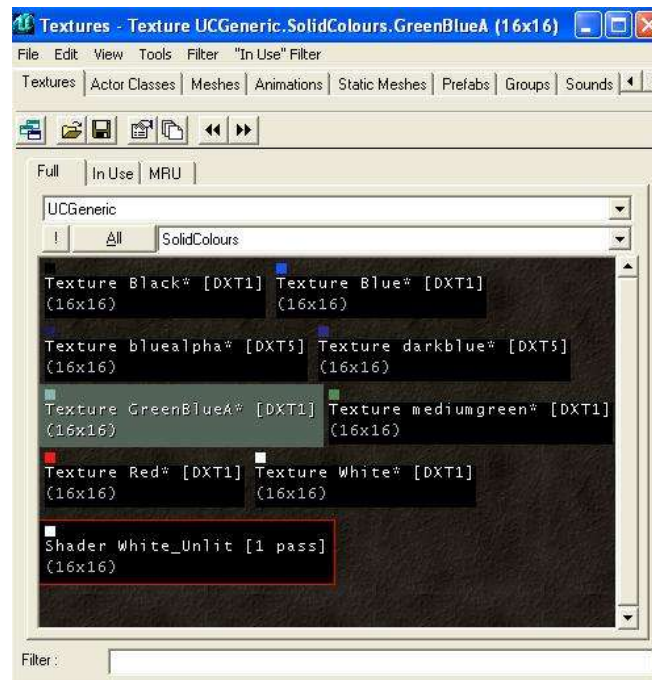 Textures - Texture UCGeneric.SolidColours.GreenBlueA (16x16)
File Edit View Tools Filter "In Use" Filter
Textures Actor Classes Meshes Animations Static Meshes Prefabs Groups Sounds
Full In Use MRU
UCGeneric
! All SolidColours
Texture Black* [DXT1] Texture Blue* [DXT1]
(16x16) (16x16)
Texture bluealpha* [DXT5] Texture darkblue* [DXT5]
(16x16) (16x16)
Texture GreenBlueA* [DXT1] Texture mediumgreen* [DXT1]
(16x16) (16x16)
Texture Red* [DXT1] Texture White* [DXT1]
(16x16) (16x16)
Shader White_Unlit [1 pass]
(16x16)
Filter :